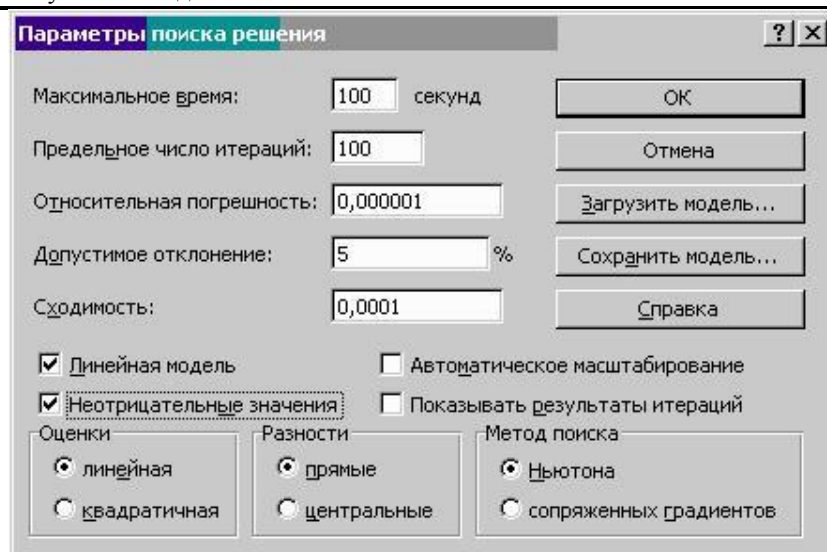 Параметры поиска решения
Максимальное время: 100 секунд
OK
Предельное число итераций: 100
Отмена
Относительная погрешность: 0,000001
Загрузить модель...
Допустимое отклонение: 5 %
Сохранить модель...
Сходимость: 0,0001
Справка
Линейная модель
Автоматическое масштабирование
Неотрицательные значения
Показывать результаты итераций
Оценки
Разности
Метод поиска
линейная
прямые
Ньютона
квадратичная
центральные
сопряженных градиентов